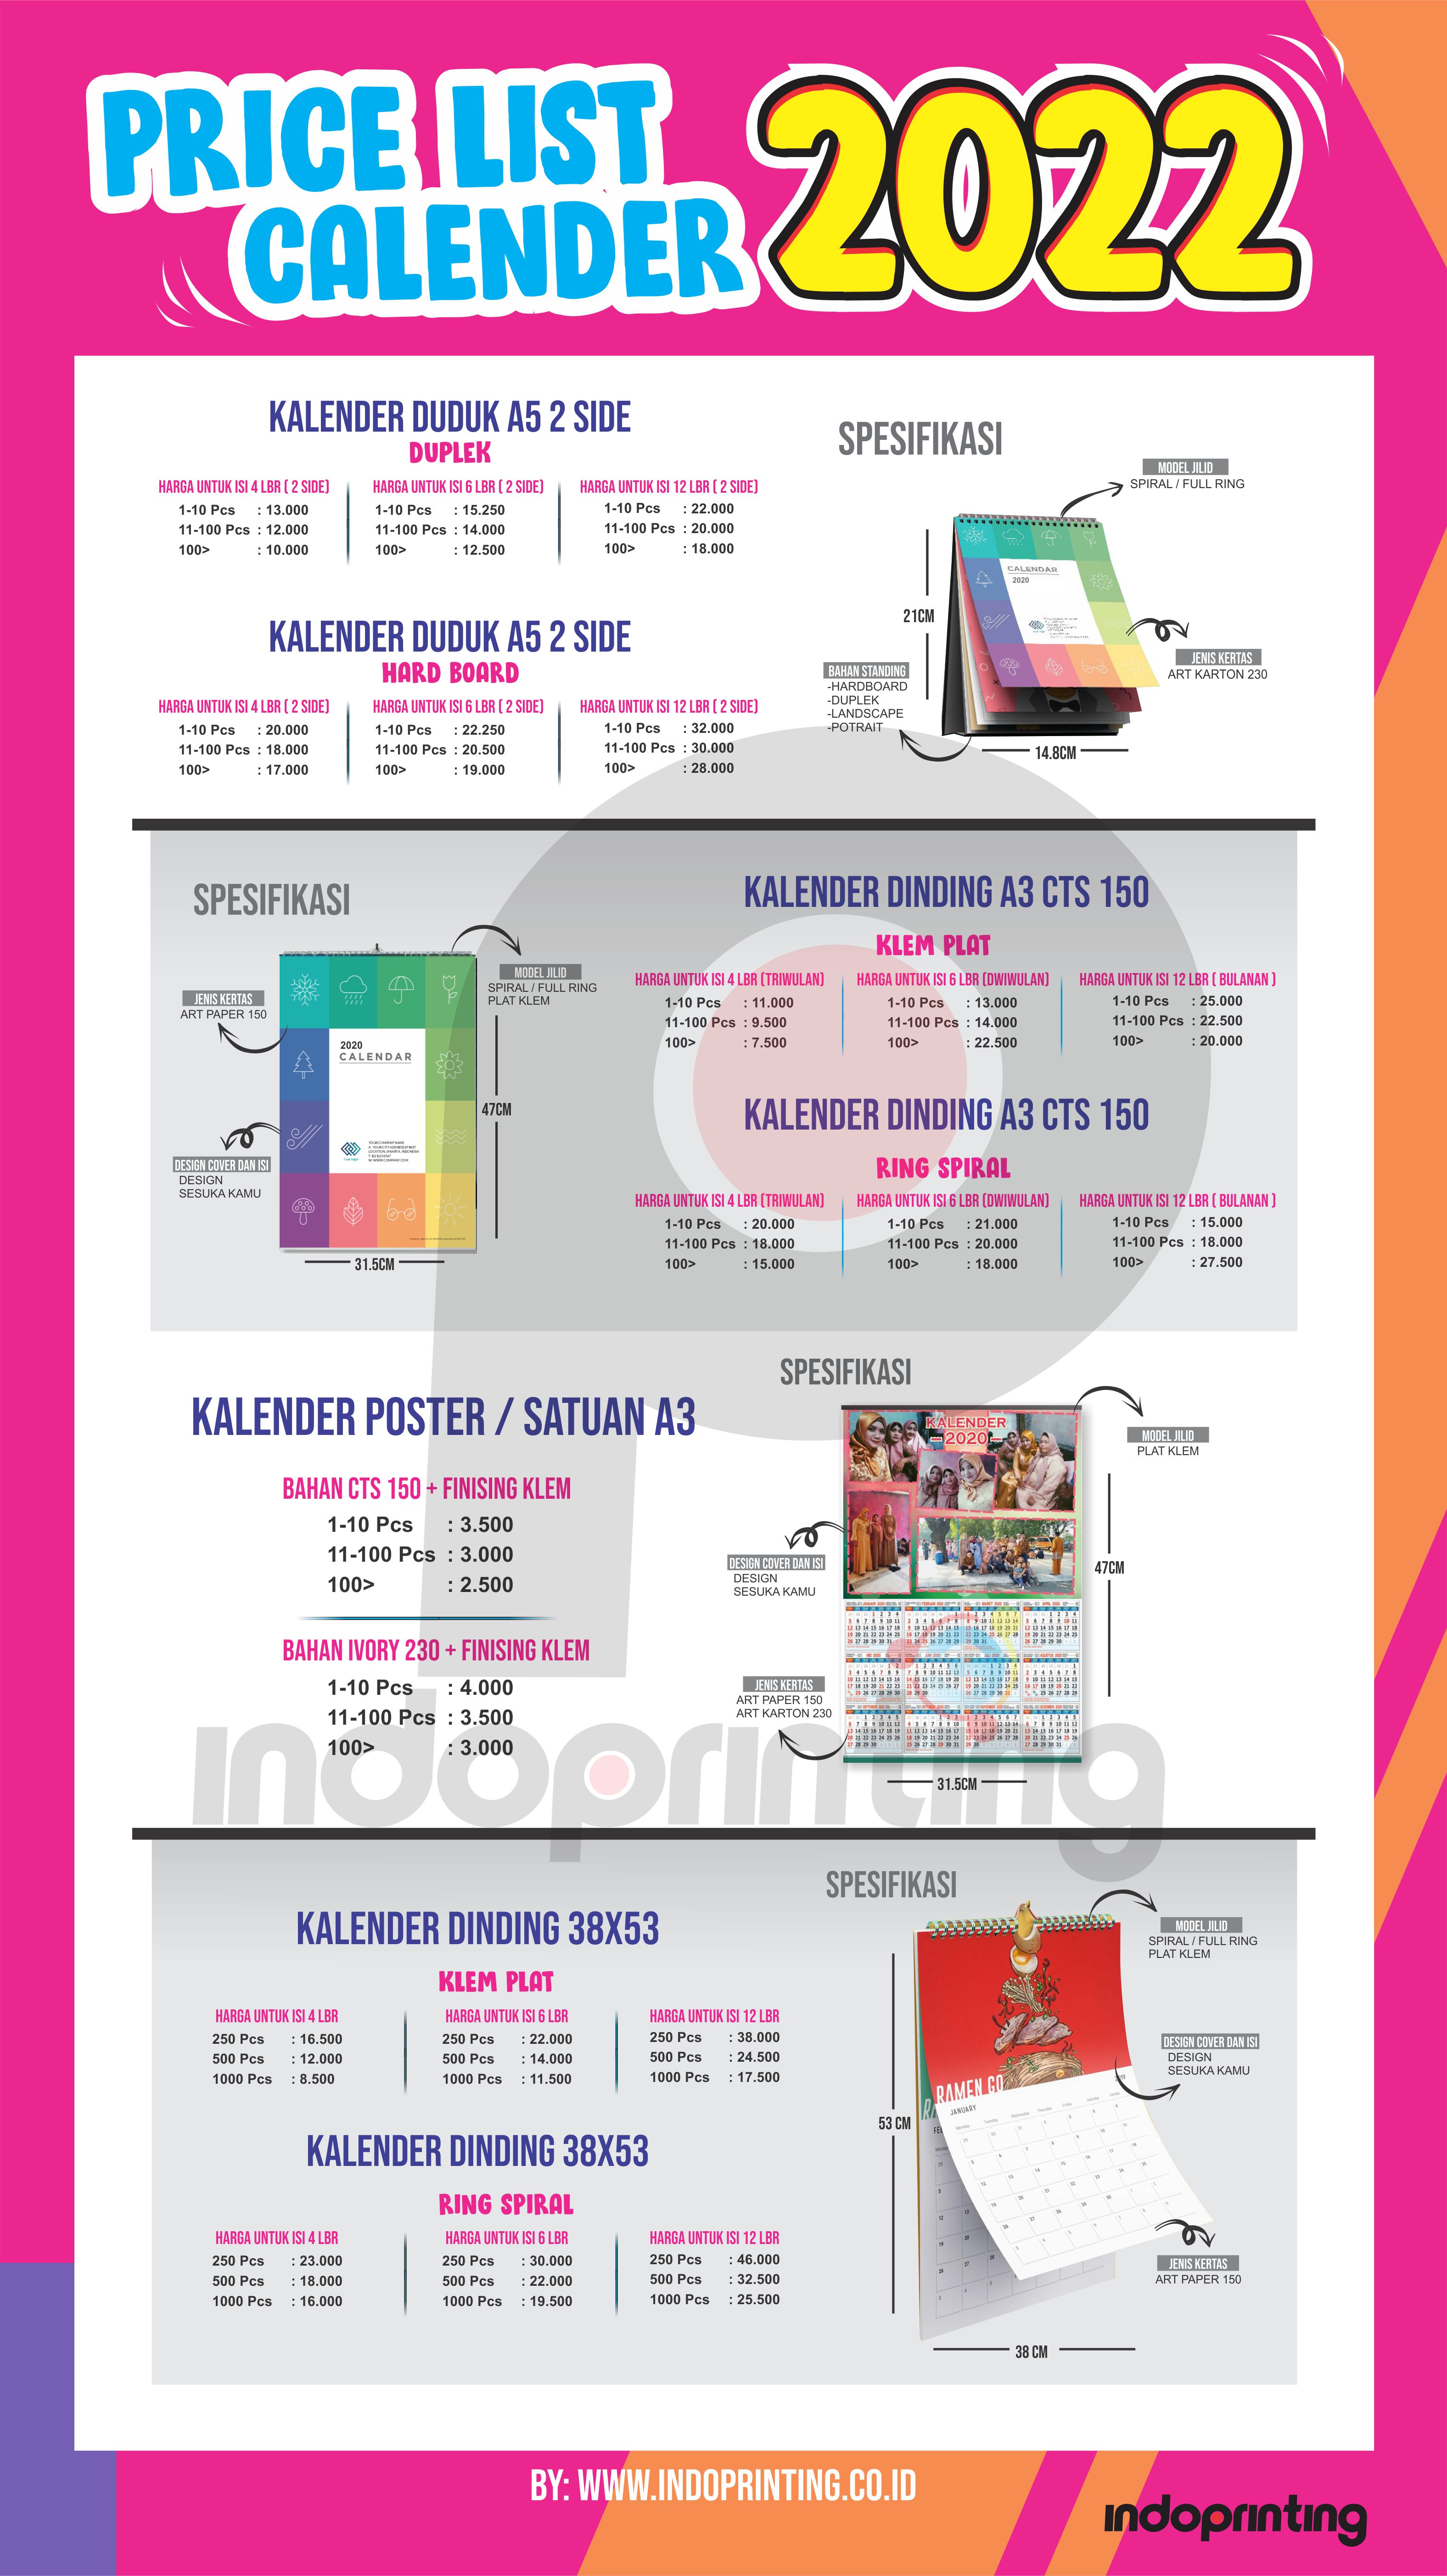 PRICE LIST
CALENDER
2022
KALENDER DUDUK A5 2 SIDE
DUPLEK
HARGA UNTUK ISI 4 LBR ( 2 SIDE)
1-10 Pcs : 13.000
11-100 Pcs : 12.000
100> : 10.000
HARGA UNTUK ISI 6 LBR ( 2 SIDE)
1-10 Pcs : 15.250
11-100 Pcs : 14.000
100> : 12.500
HARGA UNTUK ISI 12 LBR ( 2 SIDE)
1-10 Pcs : 22.000
11-100 Pcs : 20.000
100> : 18.000
KALENDER DUDUK A5 2 SIDE
HARD BOARD
HARGA UNTUK ISI 4 LBR ( 2 SIDE)
1-10 Pcs : 20.000
11-100 Pcs : 18.000
100> : 17.000
HARGA UNTUK ISI 6 LBR ( 2 SIDE)
1-10 Pcs : 22.250
11-100 Pcs : 20.500
100> : 19.000
HARGA UNTUK ISI 12 LBR ( 2 SIDE)
1-10 Pcs : 32.000
11-100 Pcs : 30.000
100> : 28.000
SPESIFIKASI
MODEL JILID
SPIRAL / FULL RING
CALENDAR
2020
21CM
JENIS KERTAS
ART KARTON 230
BAHAN STANDING
-HARDBOARD
-DUPLEK
-LANDSCAPE
-POTRAIT
14.8CM
SPESIFIKASI
MODEL JILID
SPIRAL / FULL RING
PLAT KLEM
JENIS KERTAS
ART PAPER 150
2020
CALENDAR
47CM
DESIGN COVER DAN ISI
DESIGN
SESUKA KAMU
31.5CM
KALENDER DINDING A3 CTS 150
KLEM PLAT
HARGA UNTUK ISI 4 LBR (TRIWULAN)
1-10 Pcs : 11.000
11-100 Pcs : 9.500
100> : 7.500
HARGA UNTUK ISI 6 LBR (DWIWULAN)
1-10 Pcs : 13.000
11-100 Pcs : 14.000
100> : 22.500
HARGA UNTUK ISI 12 LBR ( BULANAN )
1-10 Pcs : 25.000
11-100 Pcs : 22.500
100> : 20.000
KALENDER DINDING A3 CTS 150
RING SPIRAL
HARGA UNTUK ISI 4 LBR (TRIWULAN)
1-10 Pcs : 20.000
11-100 Pcs : 18.000
100> : 15.000
HARGA UNTUK ISI 6 LBR (DWIWULAN)
1-10 Pcs : 21.000
11-100 Pcs : 20.000
100> : 18.000
HARGA UNTUK ISI 12 LBR ( BULANAN )
1-10 Pcs : 15.000
11-100 Pcs : 18.000
100> : 27.500
KALENDER POSTER / SATUAN A3
BAHAN CTS 150 + FINISING KLEM
1-10 Pcs : 3.500
11-100 Pcs : 3.000
100> : 2.500
BAHAN IVORY 230 + FINISING KLEM
1-10 Pcs : 4.000
11-100 Pcs : 3.500
100> : 3.000
SPESIFIKASI
KALENDER
2020
MODEL JILID
PLAT KLEM
DESIGN COVER DAN ISI
DESIGN
SESUKA KAMU
47CM
JENIS KERTAS
ART PAPER 150
ART KARTON 230
31.5CM
indoprinting
KALENDER DINDING 38X53
KLEM PLAT
HARGA UNTUK ISI 4 LBR
250 Pcs : 16.500
500 Pcs : 12.000
1000 Pcs : 8.500
HARGA UNTUK ISI 6 LBR
250 Pcs : 22.000
500 Pcs : 14.000
1000 Pcs : 11.500
HARGA UNTUK ISI 12 LBR
250 Pcs : 38.000
500 Pcs : 24.500
1000 Pcs : 17.500
KALENDER DINDING 38X53
RING SPIRAL
HARGA UNTUK ISI 4 LBR
250 Pcs : 23.000
500 Pcs : 18.000
1000 Pcs : 16.000
HARGA UNTUK ISI 6 LBR
250 Pcs : 30.000
500 Pcs : 22.000
1000 Pcs : 19.500
HARGA UNTUK ISI 12 LBR
250 Pcs : 46.000
500 Pcs : 32.500
1000 Pcs : 25.500
SPESIFIKASI
MODEL JILID
SPIRAL / FULL RING
PLAT KLEM
DESIGN COVER DAN ISI
DESIGN
SESUKA KAMU
RAMEN GO
JANUARY
2019
53 CM
JENIS KERTAS
ART PAPER 150
38 CM
BY: WWW.INDOPRINTING.CO.ID
indoprinting